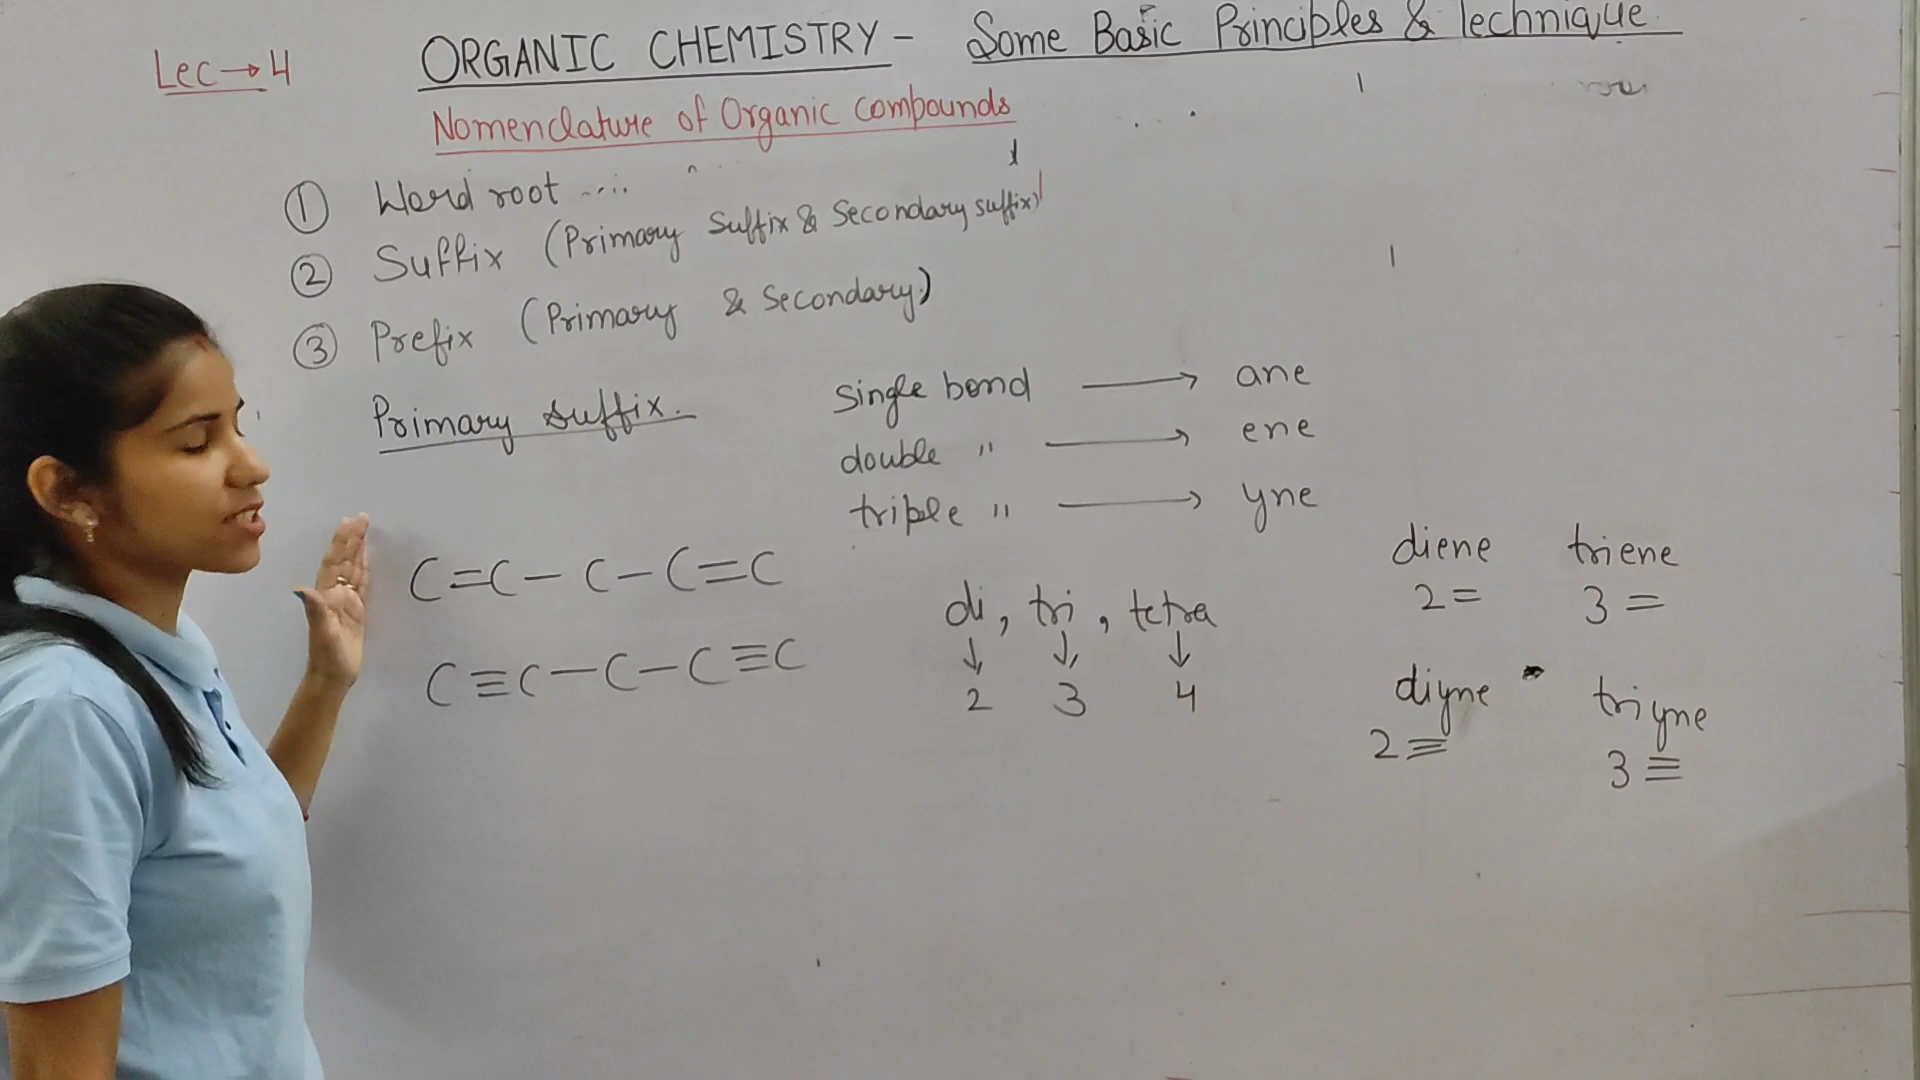 Lec→4
ORGANIC CHEMISTRY - Some Basic Principles & Technique
Nomenclature of Organic compounds
① Word root ....
② Suffix (Primary Suffix & Secondary suffix)
③ Prefix (Primary & Secondary)
Primary suffix.
single bond → ane
double " → ene
triple " → yne
C=C-C-C=C
C≡C-C-C≡C
di, tri, tetra
↓ ↓ ↓
2 3 4
diene triene
2 = 3 =
diyne triyne
2 ≡ 3 ≡